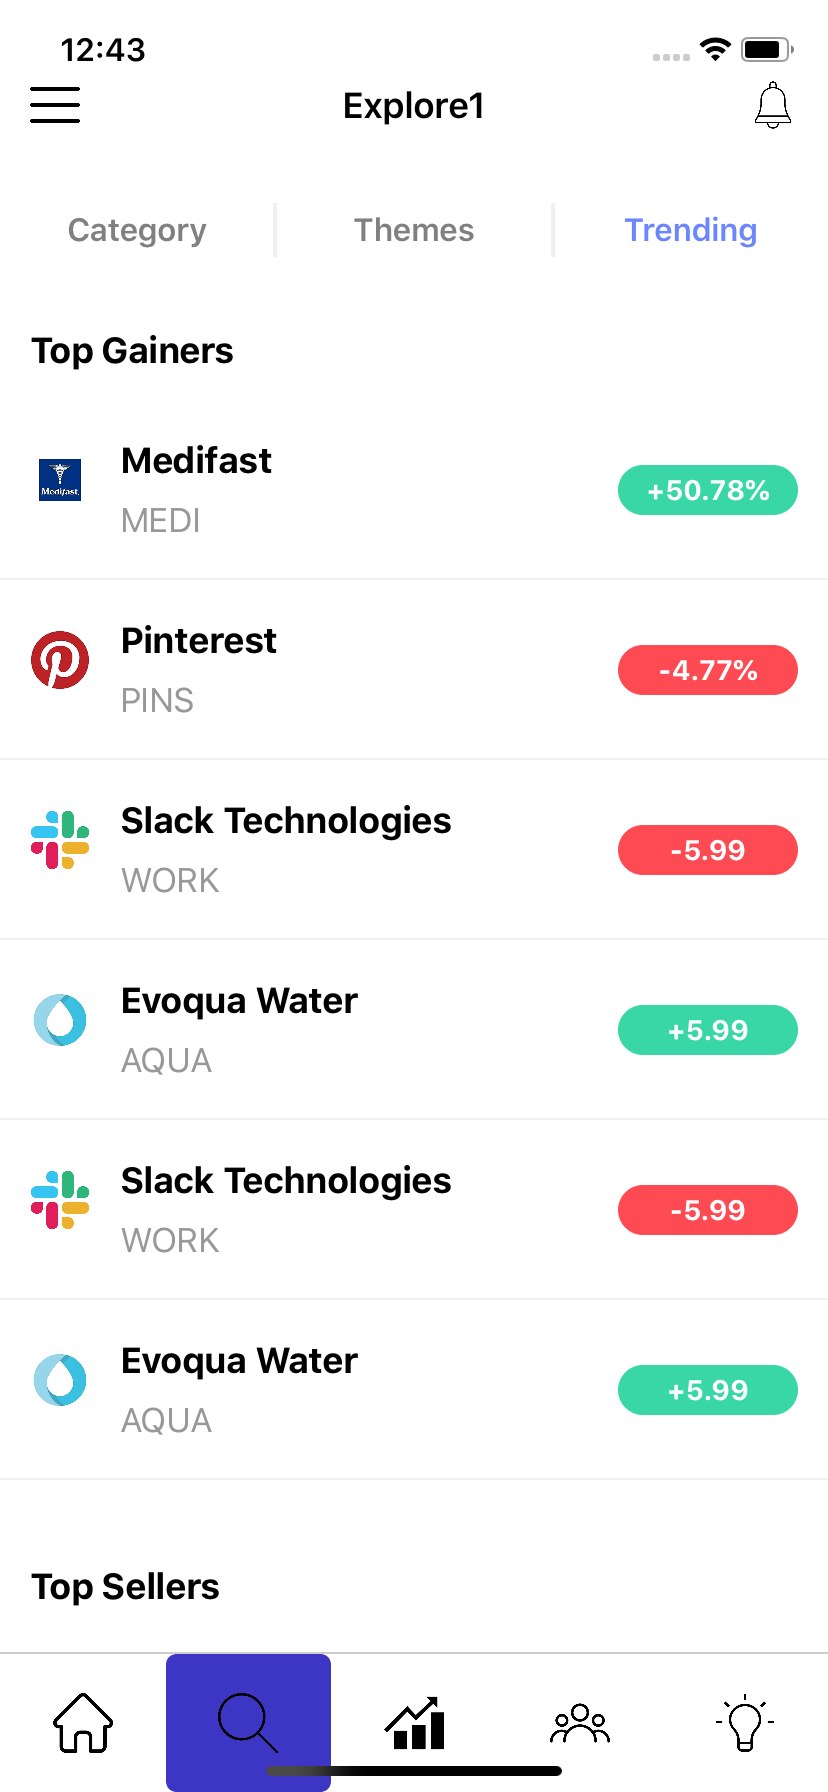 12:43
Explore1
Category
Themes
Trending
Top Gainers
Medifast
Medifast
MEDI
+50.78%
Pinterest
PINS
-4.77%
Slack Technologies
WORK
-5.99
Evoqua Water
AQUA
+5.99
Slack Technologies
WORK
-5.99
Evoqua Water
AQUA
+5.99
Top Sellers